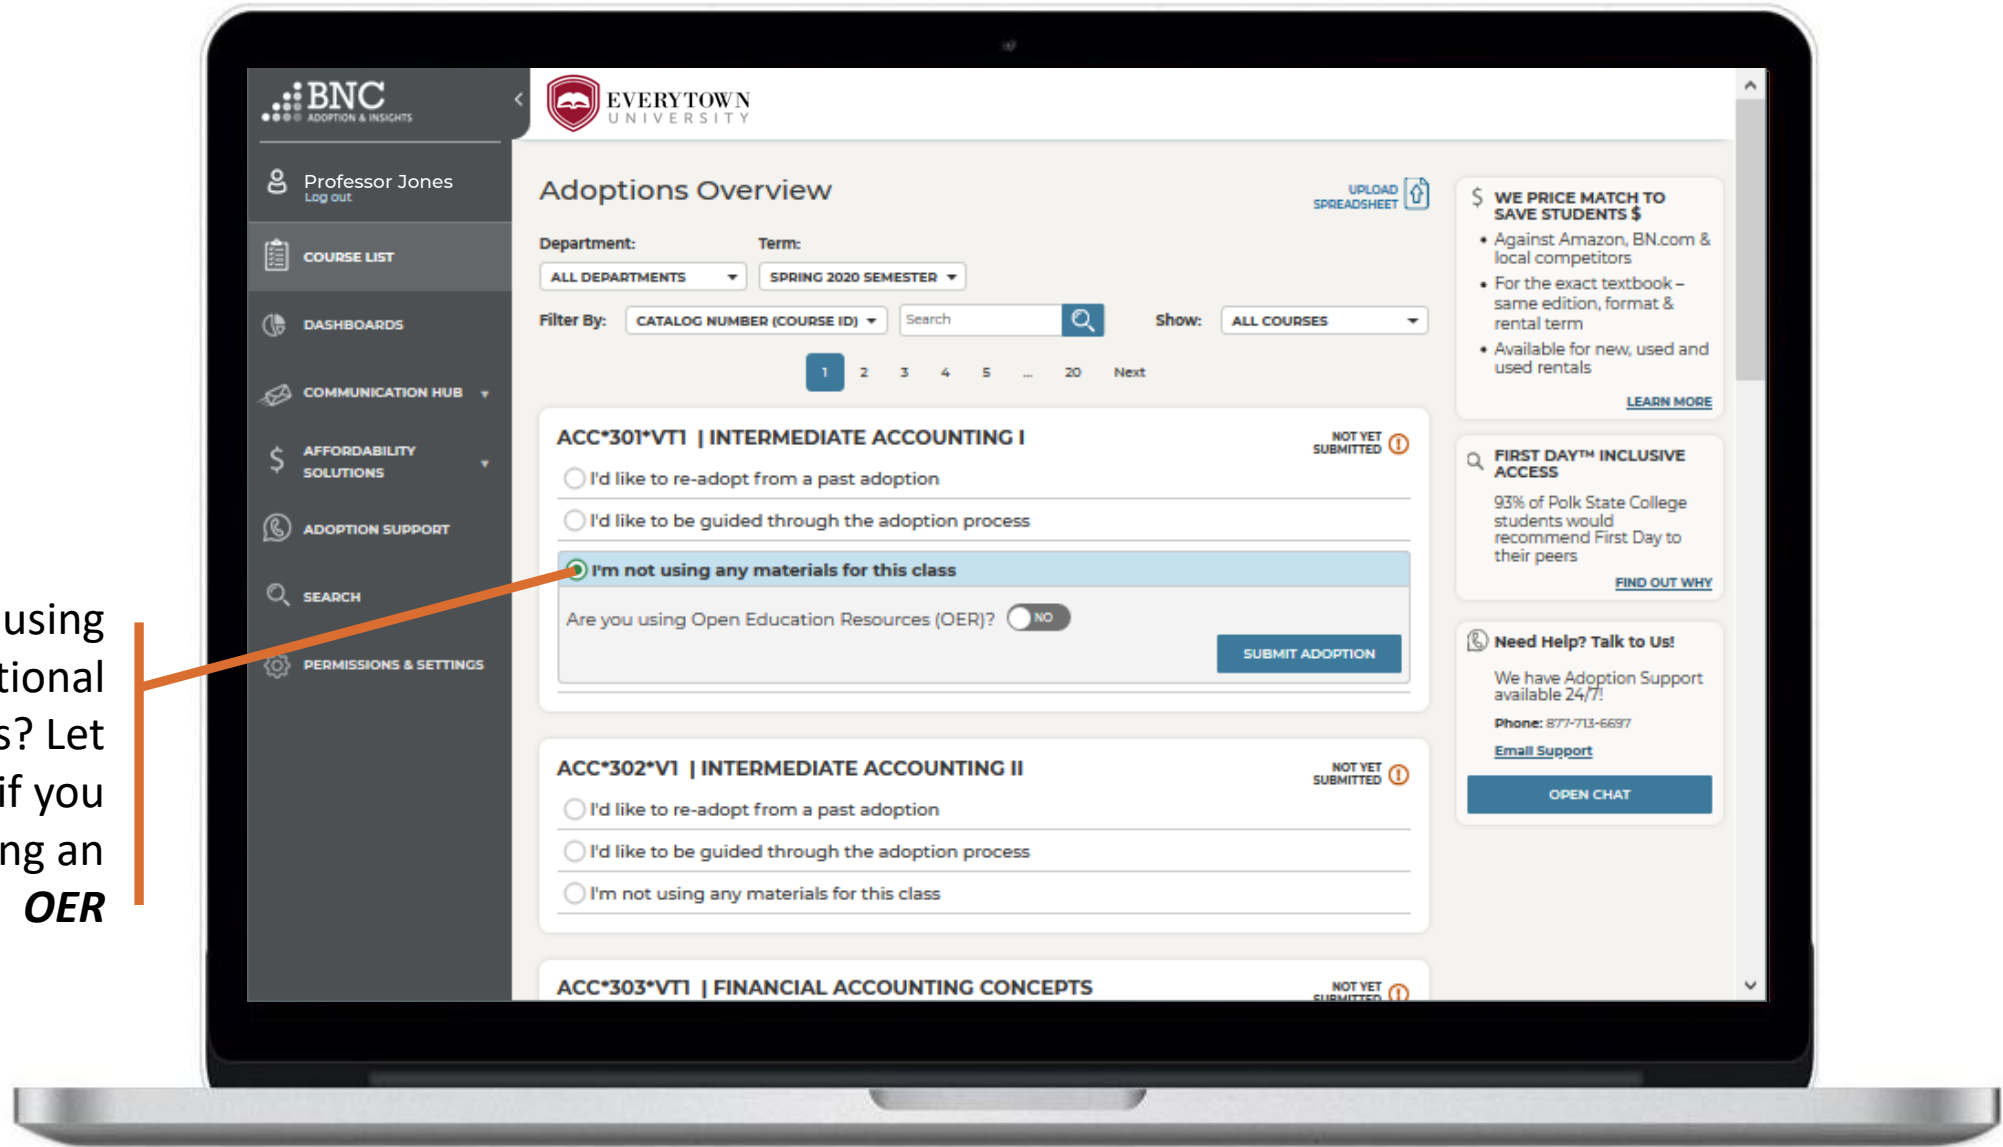 BNC
ADOPTION & INSIGHTS
Professor Jones
Log out
COURSE LIST
DASHBOARDS
COMMUNICATION HUB
AFFORDABILITY
SOLUTIONS
ADOPTION SUPPORT
SEARCH
PERMISSIONS & SETTINGS
using
tional
s? Let
if you
ng an
OER
EVERYTOWN
UNIVERSITY
Adoptions Overview
UPLOAD
SPREADSHEET
Department:
Term:
ALL DEPARTMENTS
SPRING 2020 SEMESTER
Filter By:
CATALOG NUMBER (COURSE ID)
Search
Show:
ALL COURSES
1 2 3 4 5 ... 20 Next
ACC*301*VT1 | INTERMEDIATE ACCOUNTING I
NOT YET
SUBMITTED
I'd like to re-adopt from a past adoption
I'd like to be guided through the adoption process
I'm not using any materials for this class
Are you using Open Education Resources (OER)?
NO
SUBMIT ADOPTION
ACC*302*V1 | INTERMEDIATE ACCOUNTING II
NOT YET
SUBMITTED
I'd like to re-adopt from a past adoption
I'd like to be guided through the adoption process
I'm not using any materials for this class
ACC*303*VT1 | FINANCIAL ACCOUNTING CONCEPTS
NOT YET
SUBMITTED
$ WE PRICE MATCH TO
SAVE STUDENTS $
• Against Amazon, BN.com &
local competitors
• For the exact textbook –
same edition, format &
rental term
• Available for new, used and
used rentals
LEARN MORE
FIRST DAY™ INCLUSIVE
ACCESS
93% of Polk State College
students would
recommend First Day to
their peers
FIND OUT WHY
Need Help? Talk to Us!
We have Adoption Support
available 24/7!
Phone: 877-713-6697
Email Support
OPEN CHAT